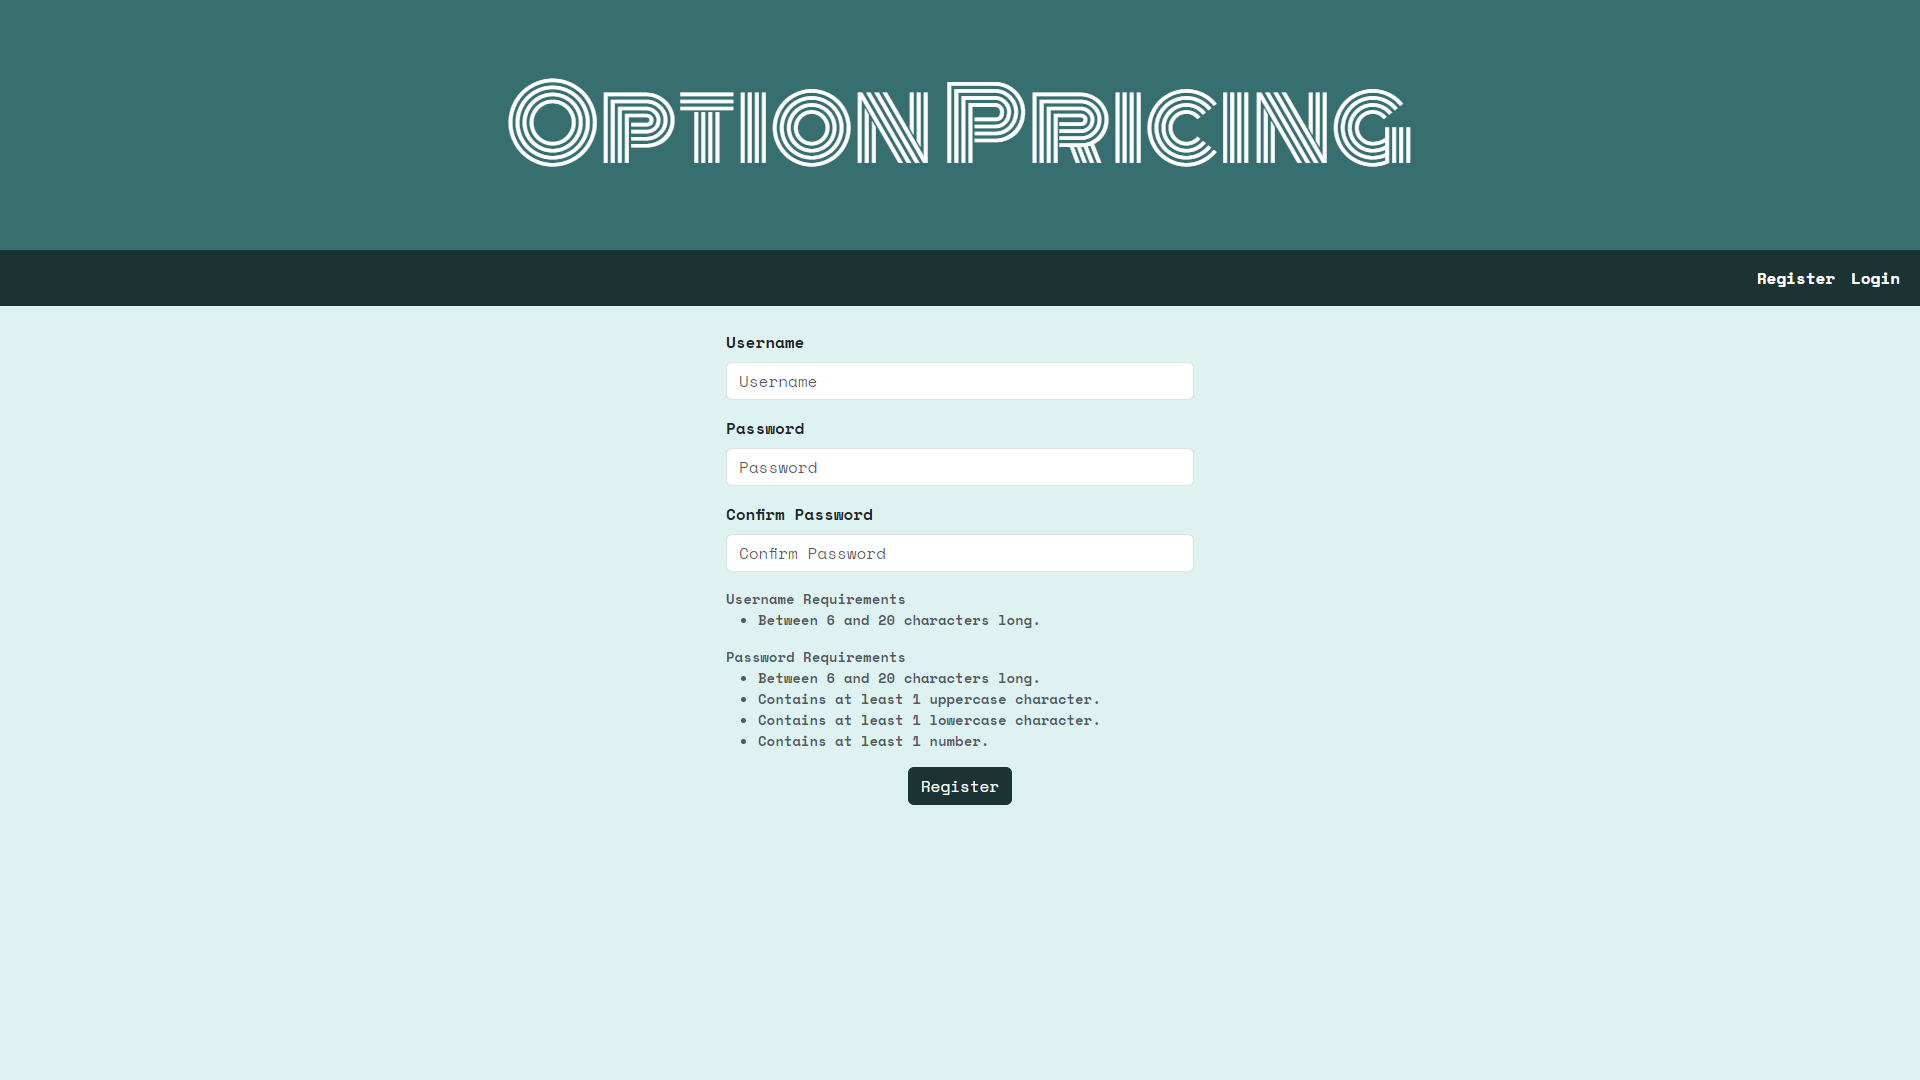 Option Pricing
Register Login
Username
Username
Password
Password
Confirm Password
Confirm Password
Username Requirements
• Between 6 and 20 characters long.
Password Requirements
• Between 6 and 20 characters long.
• Contains at least 1 uppercase character.
• Contains at least 1 lowercase character.
• Contains at least 1 number.
Register